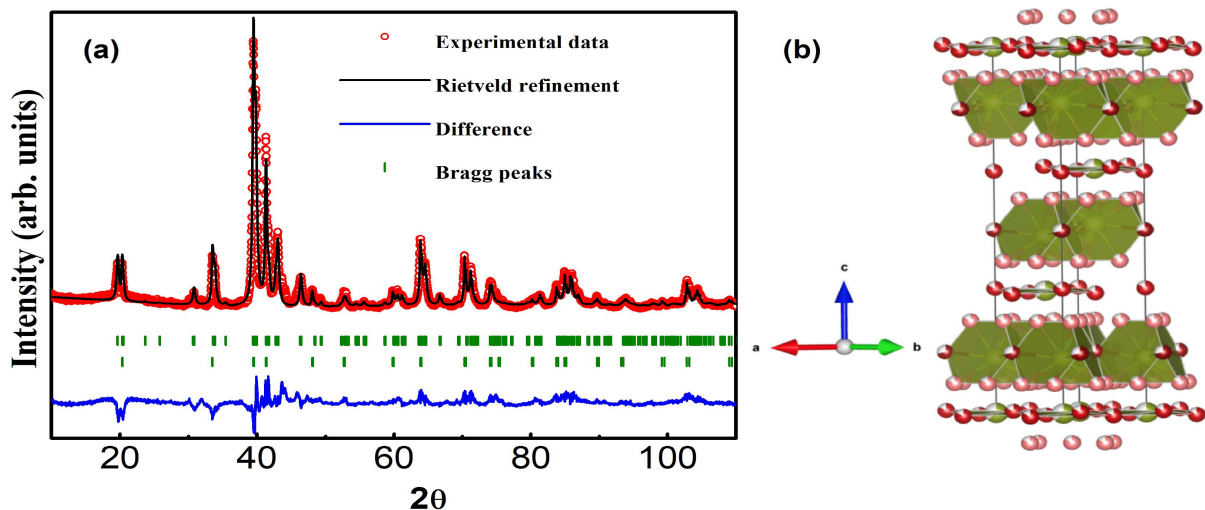 (a)
Experimental data
Rietveld refinement
Difference
Bragg peaks
Intensity (arb. units)
20 40 60 80 100
2θ
(b)
c
a
b